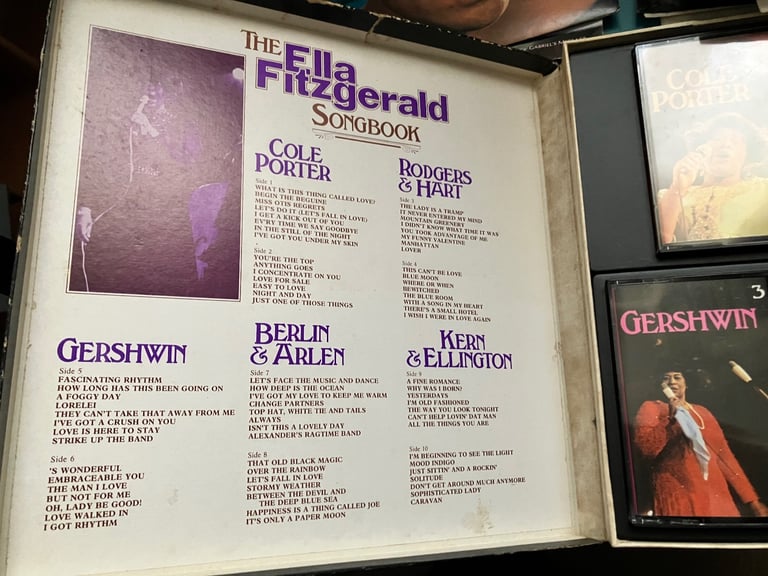 THE Ella
Fitzgerald
SONGBOOK
COLE
PORTER
Side 1
WHAT IS THIS THING CALLED LOVE?
BEGIN THE BEGUINE
MISS OTIS REGRETS
LET'S DO IT (LET'S FALL IN LOVE)
I GET A KICK OUT OF YOU
EV'RY TIME WE SAY GOODBYE
IN THE STILL OF THE NIGHT
I'VE GOT YOU UNDER MY SKIN
Side 2
YOU'RE THE TOP
ANYTHING GOES
I CONCENTRATE ON YOU
LOVE FOR SALE
EASY TO LOVE
NIGHT AND DAY
JUST ONE OF THOSE THINGS
RODGERS
& HART
Side 3
THE LADY IS A TRAMP
IT NEVER ENTERED MY MIND
MOUNTAIN GREENERY
I DIDN'T KNOW WHAT TIME IT WAS
YOU TOOK ADVANTAGE OF ME
MY FUNNY VALENTINE
MANHATTAN
LOVER
Side 4
THIS CAN'T BE LOVE
BLUE MOON
WHERE OR WHEN
BEWITCHED
THE BLUE ROOM
WITH A SONG IN MY HEART
THERE'S A SMALL HOTEL
I WISH I WERE IN LOVE AGAIN
GERSHWIN
Side 5
FASCINATING RHYTHM
HOW LONG HAS THIS BEEN GOING ON
A FOGGY DAY
LORELEI
THEY CAN'T TAKE THAT AWAY FROM ME
I'VE GOT A CRUSH ON YOU
LOVE IS HERE TO STAY
STRIKE UP THE BAND
Side 6
'S WONDERFUL
EMBRACEABLE YOU
THE MAN I LOVE
BUT NOT FOR ME
OH, LADY BE GOOD!
LOVE WALKED IN
I GOT RHYTHM
BERLIN
& ARLEN
Side 7
LET'S FACE THE MUSIC AND DANCE
HOW DEEP IS THE OCEAN
I'VE GOT MY LOVE TO KEEP ME WARM
CHANGE PARTNERS
TOP HAT, WHITE TIE AND TAILS
ALWAYS
ISN'T THIS A LOVELY DAY
ALEXANDER'S RAGTIME BAND
Side 8
THAT OLD BLACK MAGIC
OVER THE RAINBOW
LET'S FALL IN LOVE
STORMY WEATHER
BETWEEN THE DEVIL AND
THE DEEP BLUE SEA
HAPPINESS IS A THING CALLED JOE
IT'S ONLY A PAPER MOON
KERN
& ELLINGTON
Side 9
A FINE ROMANCE
WHY WAS I BORN?
YESTERDAYS
I'M OLD FASHIONED
THE WAY YOU LOOK TONIGHT
CAN'T HELP LOVIN' DAT MAN
ALL THE THINGS YOU ARE
Side 10
I'M BEGINNING TO SEE THE LIGHT
MOOD INDIGO
JUST SITTIN' AND A ROCKIN'
SOLITUDE
DON'T GET AROUND MUCH ANYMORE
SOPHISTICATED LADY
CARAVAN
COLE
PORTER
3
GERSHWIN